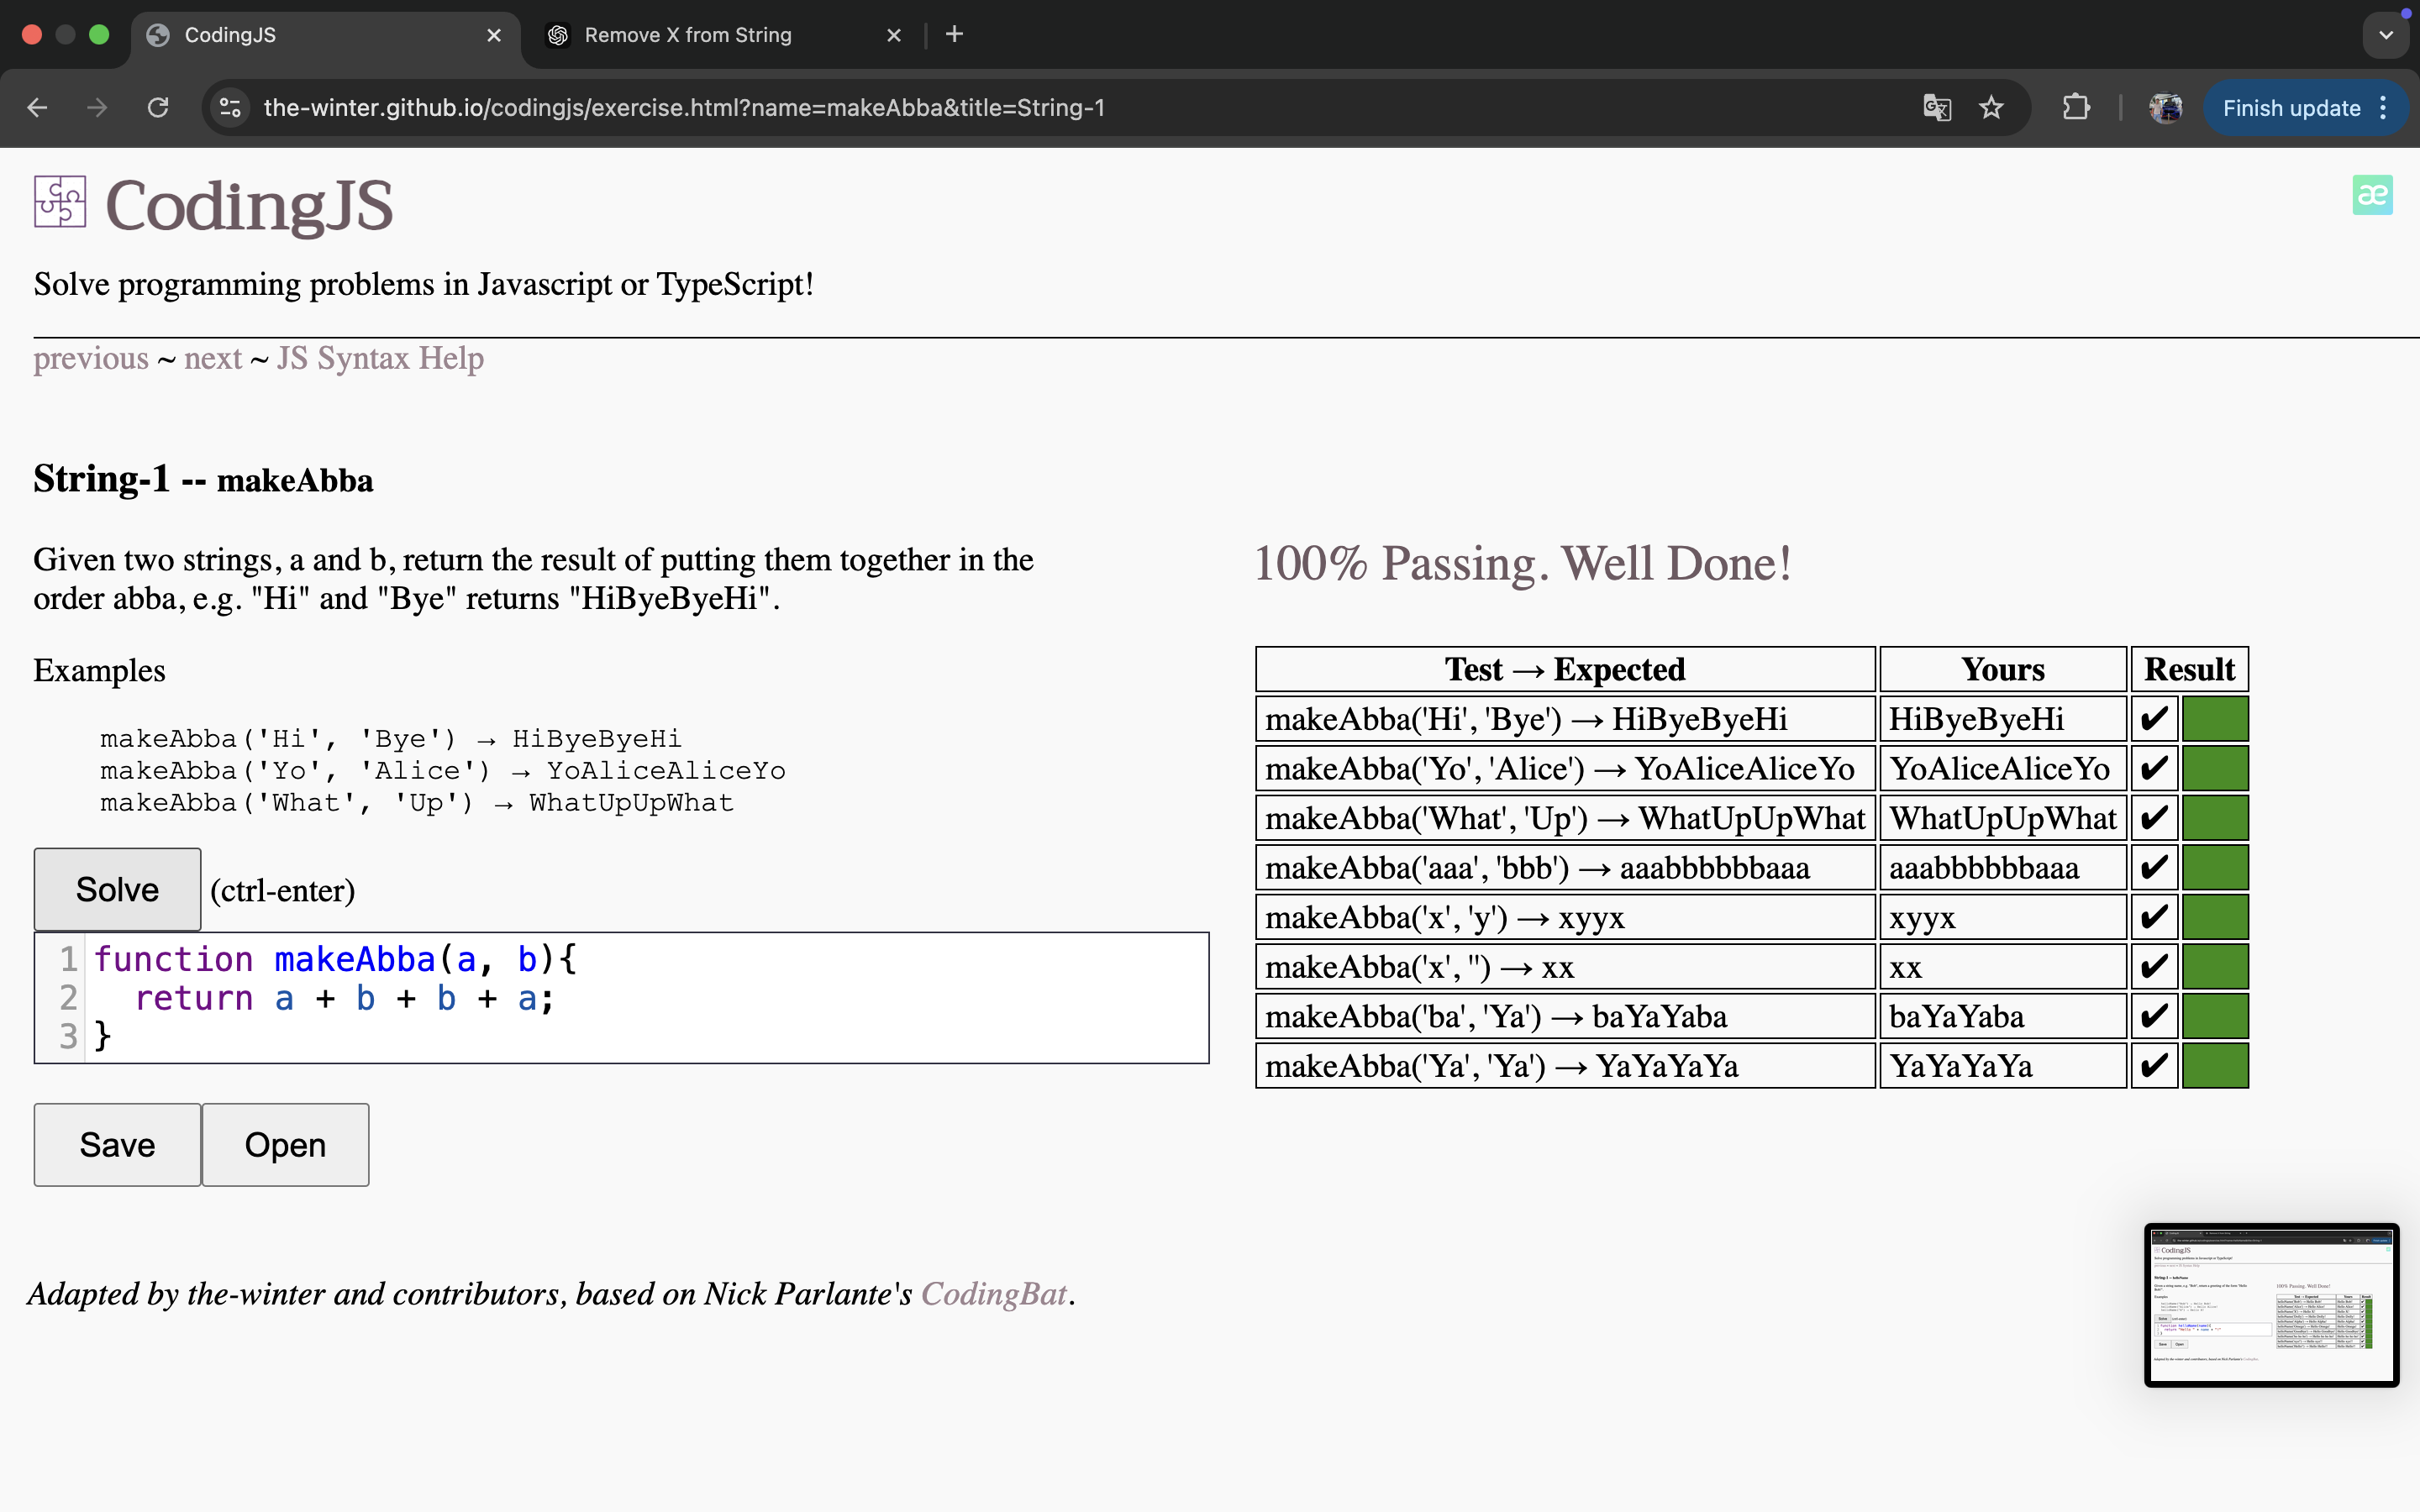 CodingJS
Remove X from String
the-winter.github.io/codingjs/exercise.html?name=makeAbba&title=String-1
Finish update
CodingJS
æ
Solve programming problems in Javascript or TypeScript!
previous ~ next ~ JS Syntax Help
String-1 -- makeAbba
Given two strings, a and b, return the result of putting them together in the
order abba, e.g. "Hi" and "Bye" returns "HiByeByeHi".
Examples
makeAbba('Hi', 'Bye') → HiByeByeHi
makeAbba('Yo', 'Alice') → YoAliceAliceYo
makeAbba('What', 'Up') → WhatUpUpWhat
Solve (ctrl-enter)
1 function makeAbba(a, b){
2 return a + b + b + a;
3 }
Save Open
100% Passing. Well Done!
Test → Expected Yours Result
makeAbba('Hi', 'Bye') → HiByeByeHi HiByeByeHi ✔
makeAbba('Yo', 'Alice') → YoAliceAliceYo YoAliceAliceYo ✔
makeAbba('What', 'Up') → WhatUpUpWhat WhatUpUpWhat ✔
makeAbba('aaa', 'bbb') → aaabbbbbbaaa aaabbbbbbaaa ✔
makeAbba('x', 'y') → xyyx xyyx ✔
makeAbba('x', '') → xx xx ✔
makeAbba('ba', 'Ya') → baYaYaba baYaYaba ✔
makeAbba('Ya', 'Ya') → YaYaYaYa YaYaYaYa ✔
Adapted by the-winter and contributors, based on Nick Parlante's CodingBat.
CodingJS
100% Passing. Well Done!